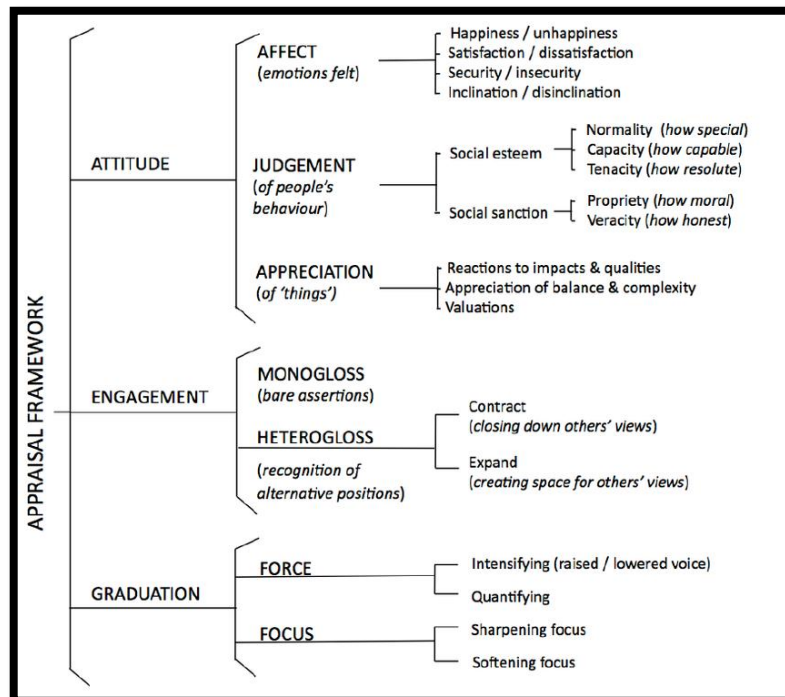 APPRAISAL FRAMEWORK
ATTITUDE
AFFECT
(emotions felt)
Happiness / unhappiness
Satisfaction / dissatisfaction
Security / insecurity
Inclination / disinclination
JUDGEMENT
(of people's
behaviour)
Social esteem
Normality (how special)
Capacity (how capable)
Tenacity (how resolute)
Social sanction
Propriety (how moral)
Veracity (how honest)
APPRECIATION
(of 'things')
Reactions to impacts & qualities
Appreciation of balance & complexity
Valuations
ENGAGEMENT
MONOGLOSS
(bare assertions)
HETEROGLOSS
(recognition of
alternative positions)
Contract
(closing down others' views)
Expand
(creating space for others' views)
GRADUATION
FORCE
Intensifying (raised / lowered voice)
Quantifying
FOCUS
Sharpening focus
Softening focus